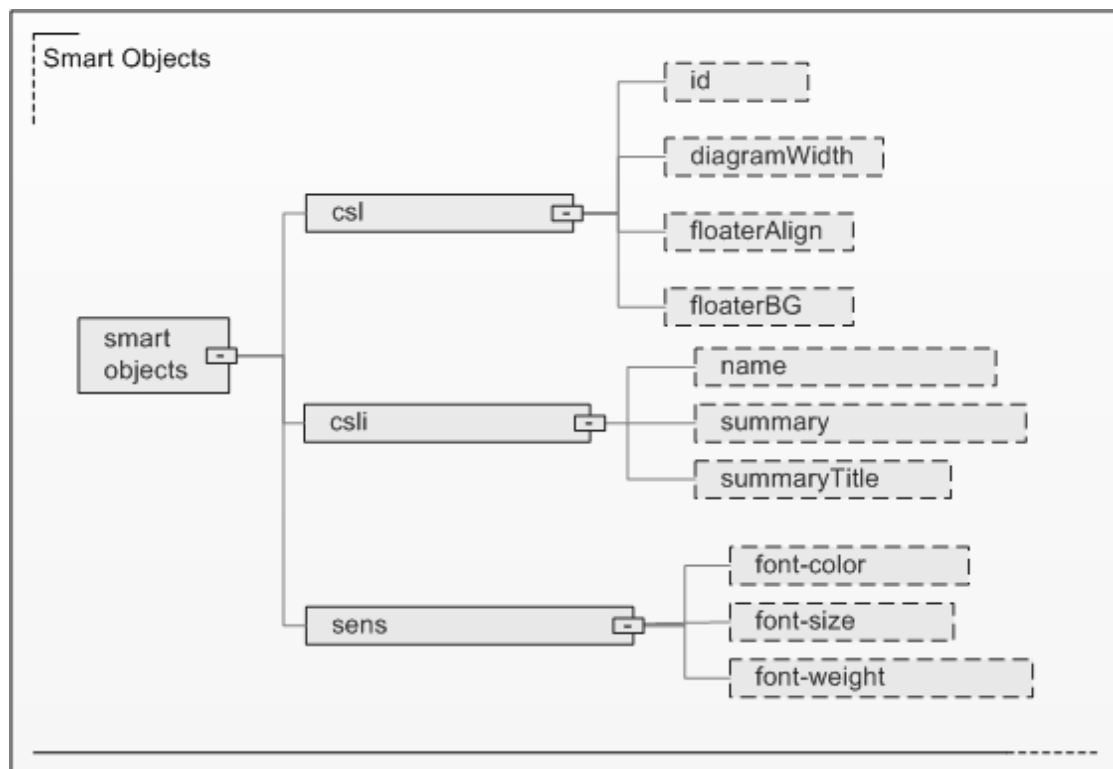 Smart Objects
id
diagramWidth
csl
floaterAlign
floaterBG
smart
objects
name
csli
summary
summaryTitle
font-color
sens
font-size
font-weight